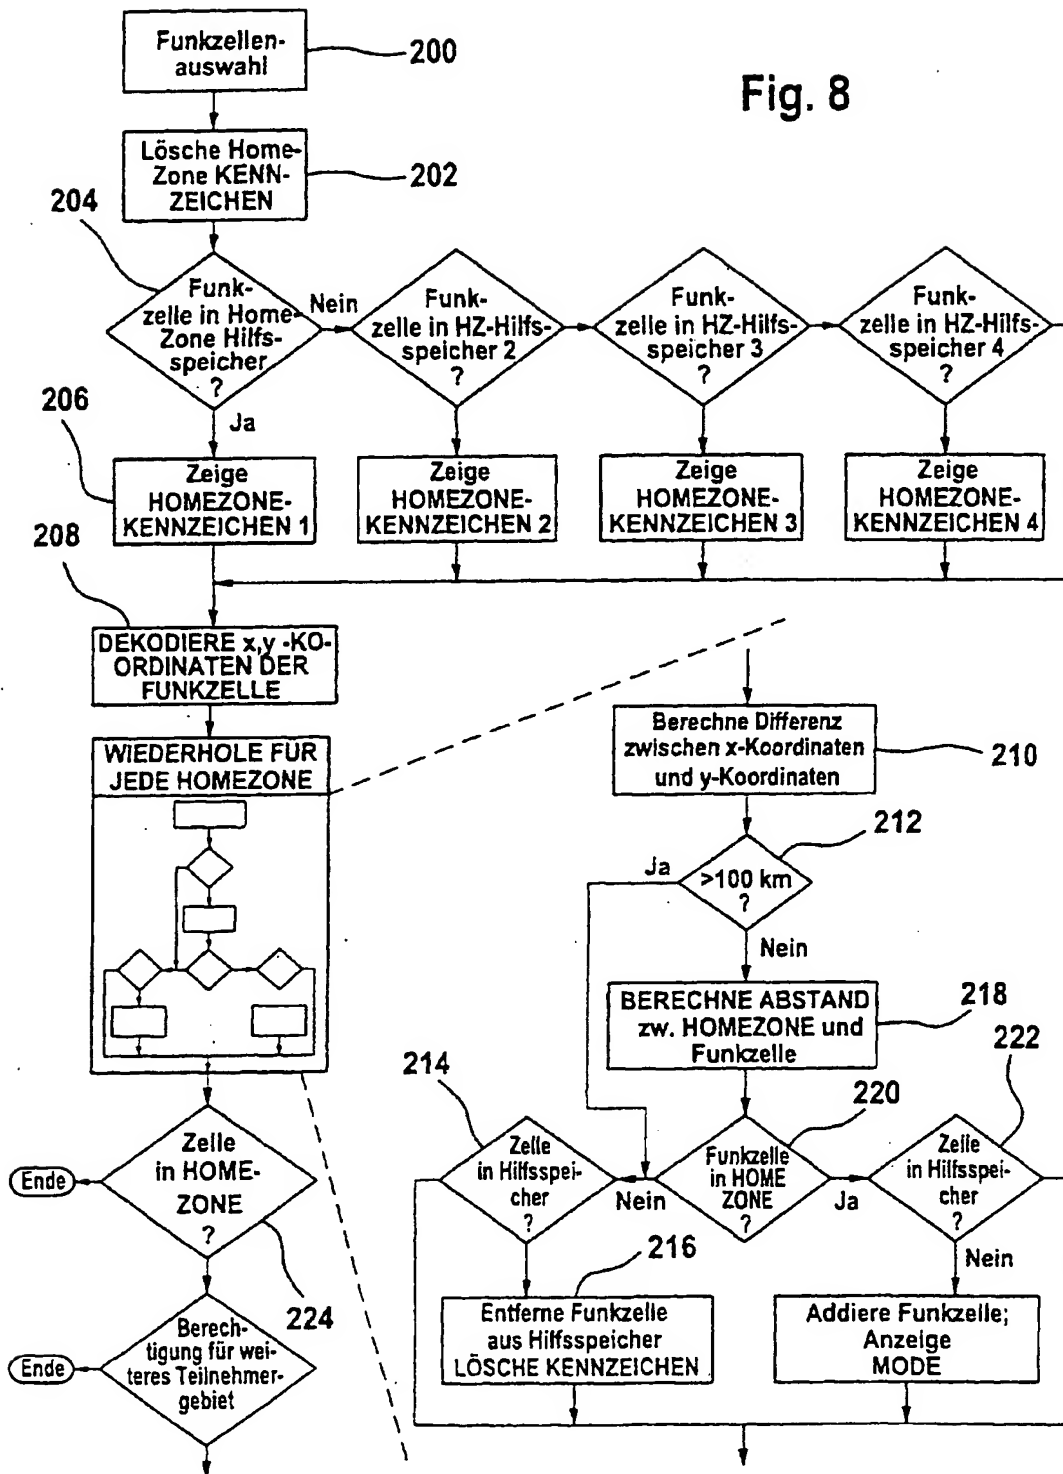 Fig. 8
Funkzellen-
auswahl
200
Lösche Home-
Zone KENN-
ZEICHEN
202
204
Funk-
zelle in Home-
Zone Hilfs-
speicher
?
Nein
Funk-
zelle in HZ-Hilfs-
speicher 2
?
Funk-
zelle in HZ-Hilfs-
speicher 3
?
Funk-
zelle in HZ-Hilfs-
speicher 4
?
Ja
206
Zeige
HOMEZONE-
KENNZEICHEN 1
Zeige
HOMEZONE-
KENNZEICHEN 2
Zeige
HOMEZONE-
KENNZEICHEN 3
Zeige
HOMEZONE-
KENNZEICHEN 4
208
DEKODIERE x,y -KO-
ORDINATEN DER
FUNKZELLE
WIEDERHOLE FÜR
JEDE HOMEZONE
Berechne Differenz
zwischen x-Koordinaten
und y-Koordinaten
210
212
>100 km
?
Ja
Nein
BERECHNE ABSTAND
zw. HOMEZONE und
Funkzelle
218
214
220
222
Zelle
in Hilfsspei-
cher
?
Nein
Funkzelle
in HOME
ZONE
?
Ja
Zelle
in Hilfsspei-
cher
?
Nein
216
Entferne Funkzelle
aus Hilfsspeicher
LÖSCHE KENNZEICHEN
Addiere Funkzelle;
Anzeige
MODE
Zelle
in HOME-
ZONE
?
Ende
224
Berech-
tigung für wei-
teres Teilnehmer-
gebiet
Ende